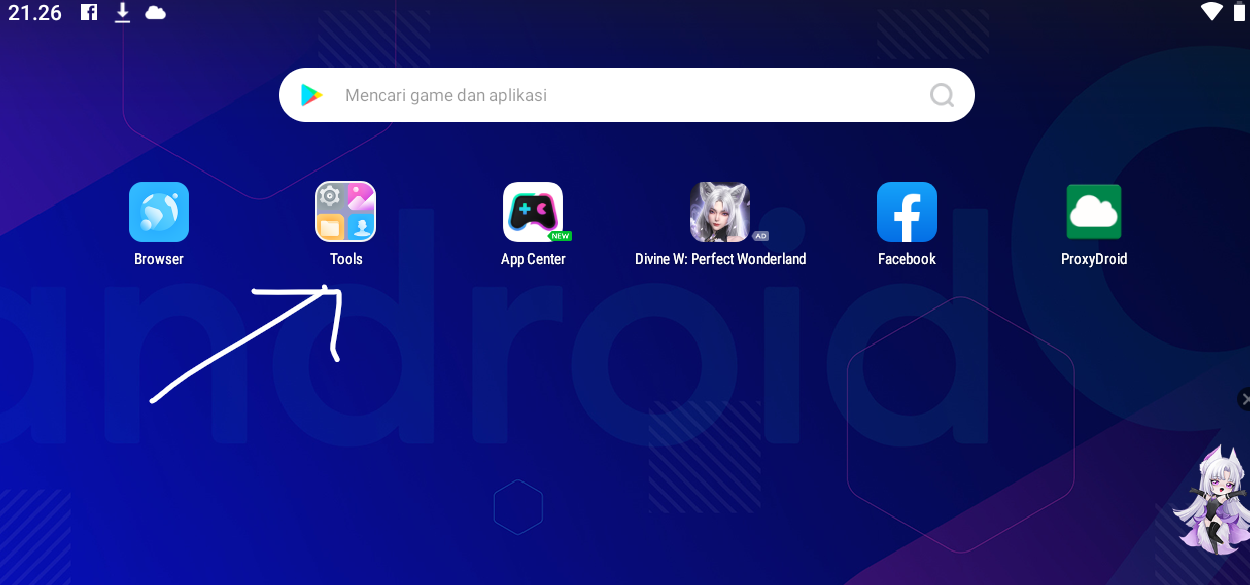 21.26
Mencari game dan aplikasi
NEW
AD
Browser
Tools
App Center
Divine W: Perfect Wonderland
Facebook
ProxyDroid
android